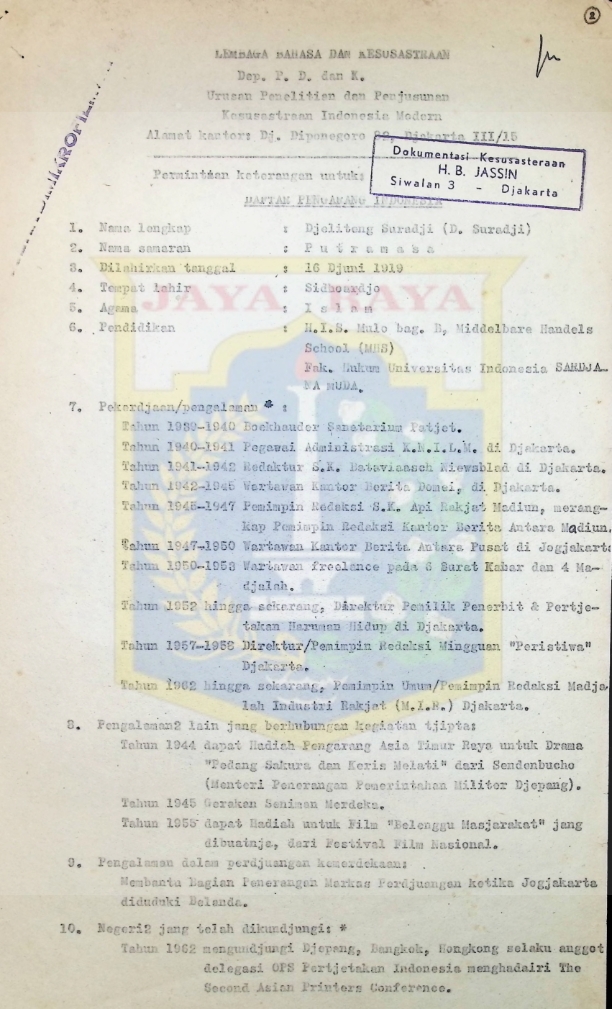 2
LEMBAGA BAHASA DAN KESUSASTRAAN
Dep. P. D. dan K.
Urusan Penelitian dan Penjusunan
Kesusastraan Indonesia Modern
Alamat kantor: Dj. Diponegoro 82, Djakarta III/15
Dokumentasi Kesusasteraan
H. B. JASSIN
Siwalan 3 - Djakarta
Permintaan keterangan untuk:
DAFTAR PENGARANG INDONESIA
1. Nama lengkap : Djoliteng Suradji (D. Suradji)
2. Nama samaran : P u t r a m a h a
3. Dilahirkan tanggal : 16 Djuni 1919
4. Tempat lahir : Sidhoardjo
JAYA RAYA
5. Agama : I s l a m
6. Pendidikan : H.I.S. Mulo bag. B, Middelbare Handels
School (MHS)
Fak. Hukum Universitas Indonesia SARDJA-
NA MUDA.
7. Pekerdjaan/pengalaman * :
Tahun 1939-1940 Boekhouder Sanatorium Patjet.
Tahun 1940-1941 Pegawai Administrasi K.N.I.L.M. di Djakarta.
Tahun 1941-1942 Redaktur S.K. Bataviaasch Niewsblad di Djakarta.
Tahun 1942-1945 Wartawan Kantor Berita Domei, di Djakarta.
Tahun 1945-1947 Pemimpin Redaksi S.K. Api Rakjat Madiun, merang-
kap Pemimpin Redaksi Kantor Berita Antara Madiun.
Tahun 1947-1950 Wartawan Kantor Berita Antara Pusat di Jogjakarta
Tahun 1950-1953 Wartawan freelance pada 6 Surat Kabar dan 4 Ma-
djalah.
Tahun 1952 hingga sekarang, Direktur Pemilik Penerbit & Pertje-
takan Haruman Hidup di Djakarta.
Tahun 1957-1958 Direktur/Pemimpin Redaksi Mingguan "Peristiwa"
Djakarta.
Tahun 1962 hingga sekarang, Pemimpin Umum/Pemimpin Redaksi Madja
lah Industri Rakjat (M.I.R.) Djakarta.
8. Pengalaman2 lain jang berhubungan kegiatan tjipta:
Tahun 1944 dapat Hadiah Pengarang Asia Timur Raya untuk Drama
"Pedang Sakura dan Keris Melati" dari Sendenbucho
(Menteri Penerangan Pemerintahan Militer Djepang).
Tahun 1945 Gerakan Seniman Merdeka.
Tahun 1955 dapat Hadiah untuk Film "Belenggu Masjarakat" jang
dibuatnja, dari Festival Film Nasional.
9. Pengalaman dalam perdjuangan kemerdekaan:
Membantu Bagian Penerangan Markas Perdjuangan ketika Jogjakarta
diduduki Belanda.
10. Negeri2 jang telah dikundjungi: *
Tahun 1962 mengundjungi Djepang, Bangkok, Hongkong selaku anggot
delegasi OPS Pertjetakan Indonesia menghadairi The
Second Asian Printers Conference.